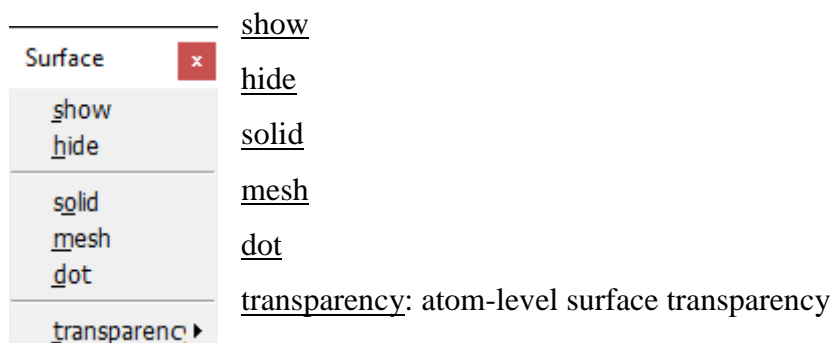 Surface x
show
hide
solid
mesh
dot
transparency
show
hide
solid
mesh
dot
transparency: atom-level surface transparency